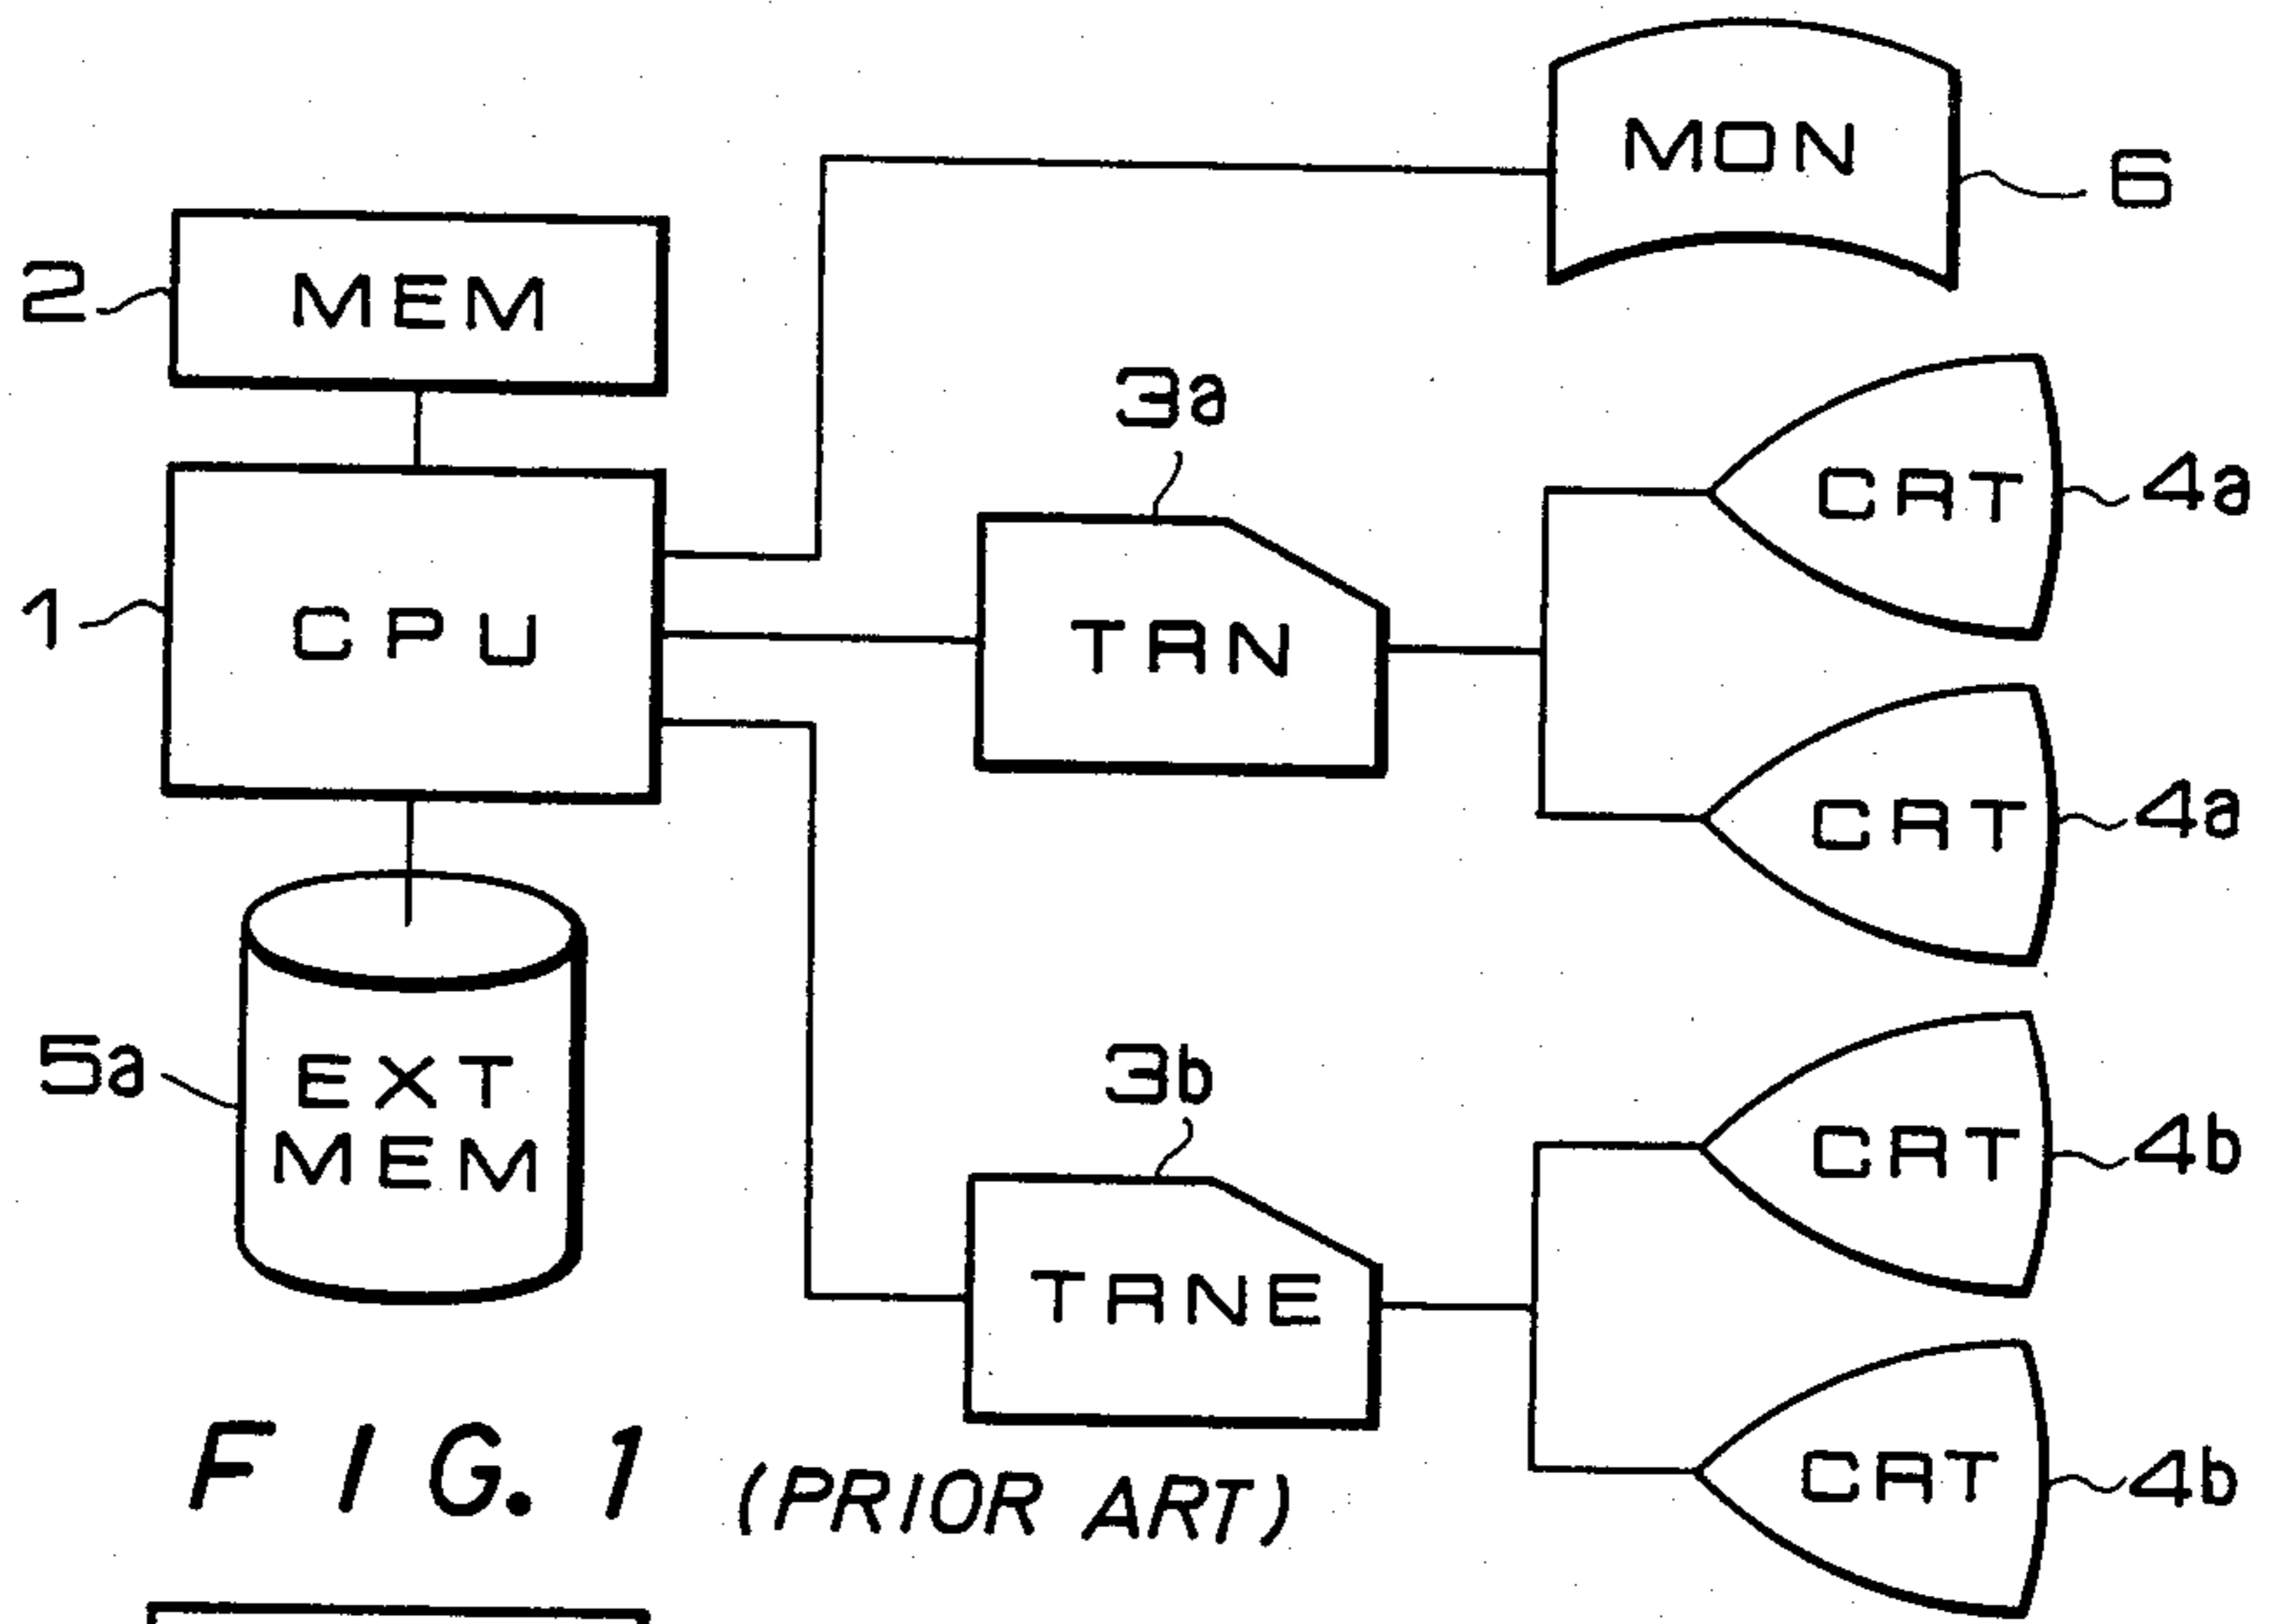 MON
6
2
MEM
3a
CRT
4a
1
CPU
TRN
CRT
4a
5a
EXT
MEM
3b
CRT
4b
TRNE
CRT
4b
FIG. 1 (PRIOR ART)